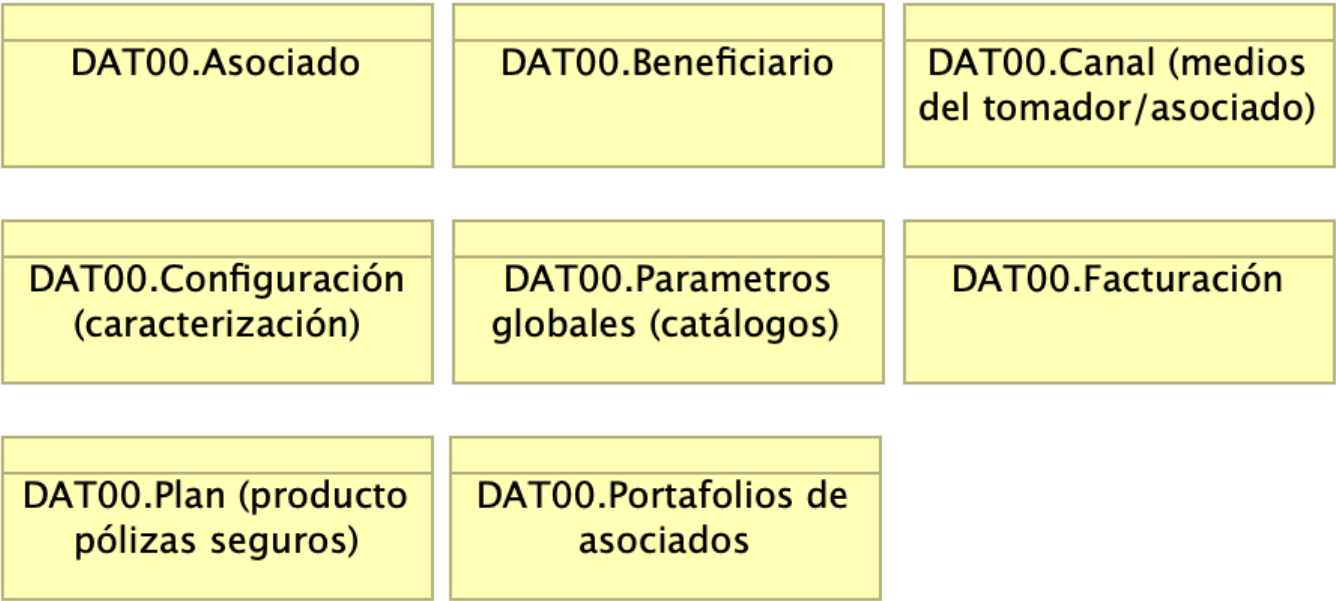 DAT00.Asociado
DAT00.Beneficiario
DAT00.Canal (medios
del tomador/asociado)
DAT00.Configuración
(caracterización)
DAT00.Parametros
globales (catálogos)
DAT00.Facturación
DAT00.Plan (producto
pólizas seguros)
DAT00.Portafolios de
asociados